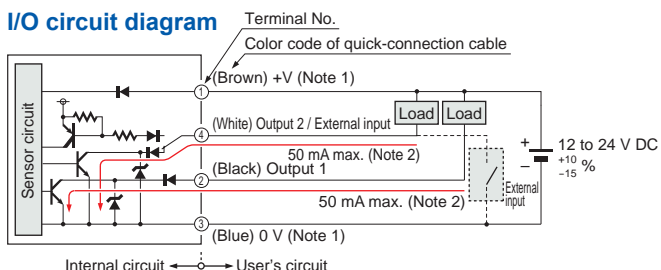 I/O circuit diagram
Terminal No.
Color code of quick-connection cable
Sensor circuit
1
(Brown) +V (Note 1)
Load
Load
4
(White) Output 2 / External input
50 mA max. (Note 2)
+
−
12 to 24 V DC
+10
−15 %
2
(Black) Output 1
External
input
50 mA max. (Note 2)
3
(Blue) 0 V (Note 1)
Internal circuit
User's circuit